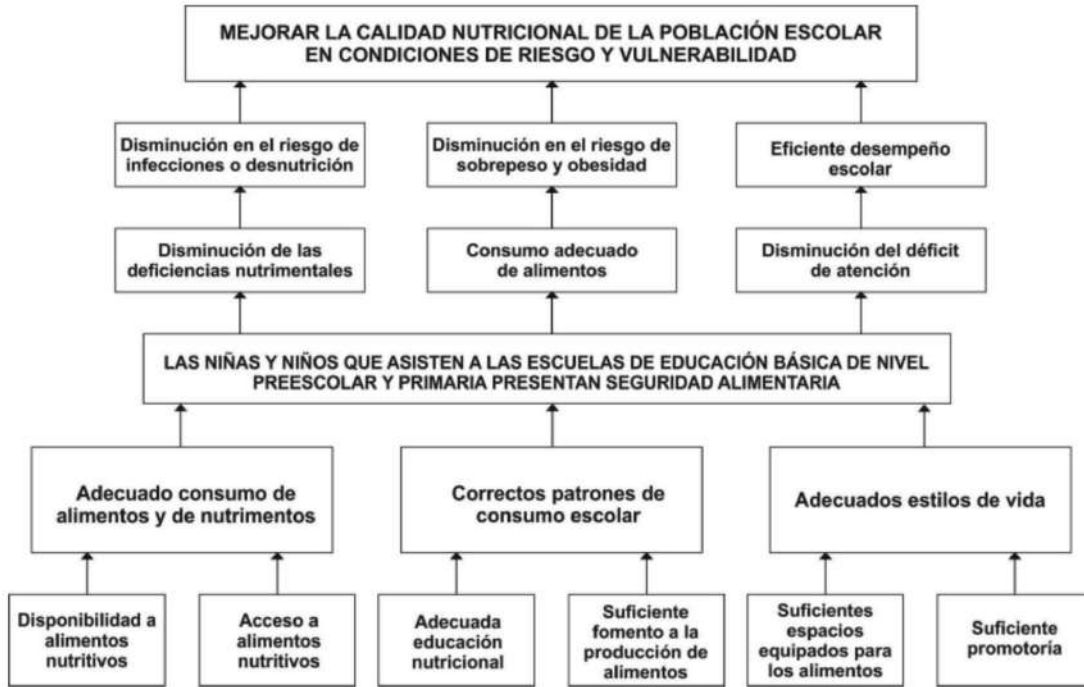 MEJORAR LA CALIDAD NUTRICIONAL DE LA POBLACIÓN ESCOLAR
EN CONDICIONES DE RIESGO Y VULNERABILIDAD
Disminución en el riesgo de
infecciones o desnutrición
Disminución en el riesgo de
sobrepeso y obesidad
Eficiente desempeño
escolar
Disminución de las
deficiencias nutrimentales
Consumo adecuado
de alimentos
Disminución del déficit
de atención
LAS NIÑAS Y NIÑOS QUE ASISTEN A LAS ESCUELAS DE EDUCACIÓN BÁSICA DE NIVEL
PREESCOLAR Y PRIMARIA PRESENTAN SEGURIDAD ALIMENTARIA
Adecuado consumo de
alimentos y de nutrimentos
Correctos patrones de
consumo escolar
Adecuados estilos de vida
Disponibilidad a
alimentos
nutritivos
Acceso a
alimentos
nutritivos
Adecuada
educación
nutricional
Suficiente
fomento a la
producción de
alimentos
Suficientes
espacios
equipados para
los alimentos
Suficiente
promotoría